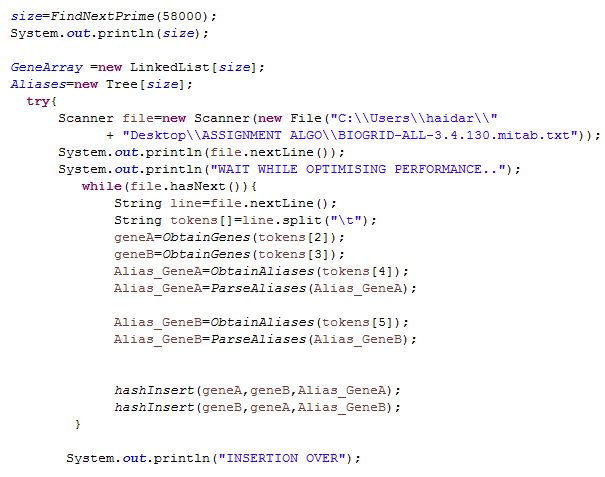 size=FindNextPrime(58000);
System.out.println(size);
GeneArray =new LinkedList[size];
Aliases=new Tree[size];
try{
Scanner file=new Scanner(new File("C:\\Users\\haidar\\"
+ "Desktop\\ASSIGNMENT ALGO\\BIOGRID-ALL-3.4.130.mitab.txt"));
System.out.println(file.nextLine());
System.out.println("WAIT WHILE OPTIMISING PERFORMANCE..");
while(file.hasNext()){
String line=file.nextLine();
String tokens[]=line.split("\t");
geneA=ObtainGenes(tokens[2]);
geneB=ObtainGenes(tokens[3]);
Alias_GeneA=ObtainAliases(tokens[4]);
Alias_GeneA=ParseAliases(Alias_GeneA);
Alias_GeneB=ObtainAliases(tokens[5]);
Alias_GeneB=ParseAliases(Alias_GeneB);
hashInsert(geneA,geneB,Alias_GeneA);
hashInsert(geneB,geneA,Alias_GeneB);
}
System.out.println("INSERTION OVER");